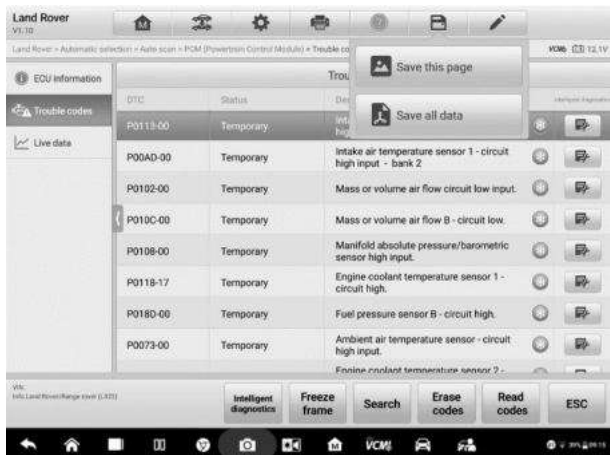 Land Rover
V1.10
Land Rover > Automatic selection > Auto scan > PCM (Powertrain Control Module) > Trouble co
12.1V
Save this page
Save all data
ECU information
Trouble codes
Live data
Trou
DTC Status Des
P0113-00 Temporary Inta
hig
P00AD-00 Temporary Intake air temperature sensor 1 - circuit
high input - bank 2
P0102-00 Temporary Mass or volume air flow circuit low input.
P010C-00 Temporary Mass or volume air flow B - circuit low.
P0108-00 Temporary Manifold absolute pressure/barometric
sensor high input.
P0118-17 Temporary Engine coolant temperature sensor 1 -
circuit high.
P018D-00 Temporary Fuel pressure sensor B - circuit high.
P0073-00 Temporary Ambient air temperature sensor - circuit
high input.
Engine coolant temperature sensor 2 -
VIN:
Info: Land Rover/Range rover
Intelligent
diagnostics
Freeze
frame
Search
Erase
codes
Read
codes
ESC
VCMI